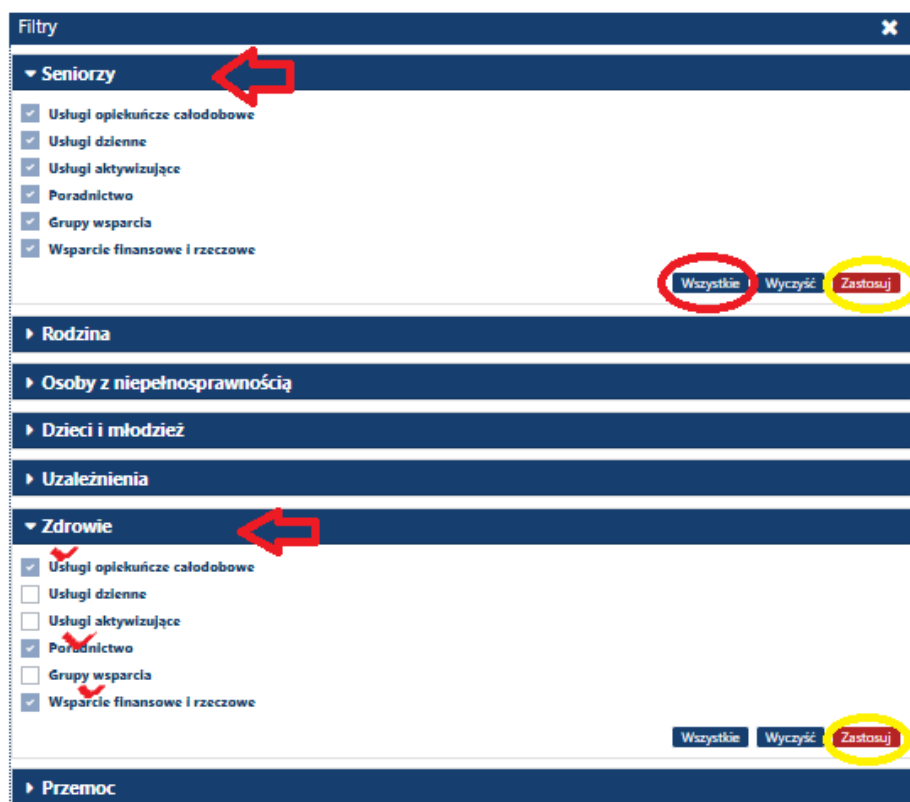 Filtry
Seniorzy
Usługi opiekuńcze całodobowe
Usługi dzienne
Usługi aktywizujące
Poradnictwo
Grupy wsparcia
Wsparcie finansowe i rzeczowe
Wszystkie Wyczyść Zastosuj
Rodzina
Osoby z niepełnosprawnością
Dzieci i młodzież
Uzależnienia
Zdrowie
Usługi opiekuńcze całodobowe
Usługi dzienne
Usługi aktywizujące
Poradnictwo
Grupy wsparcia
Wsparcie finansowe i rzeczowe
Wszystkie Wyczyść Zastosuj
Przemoc